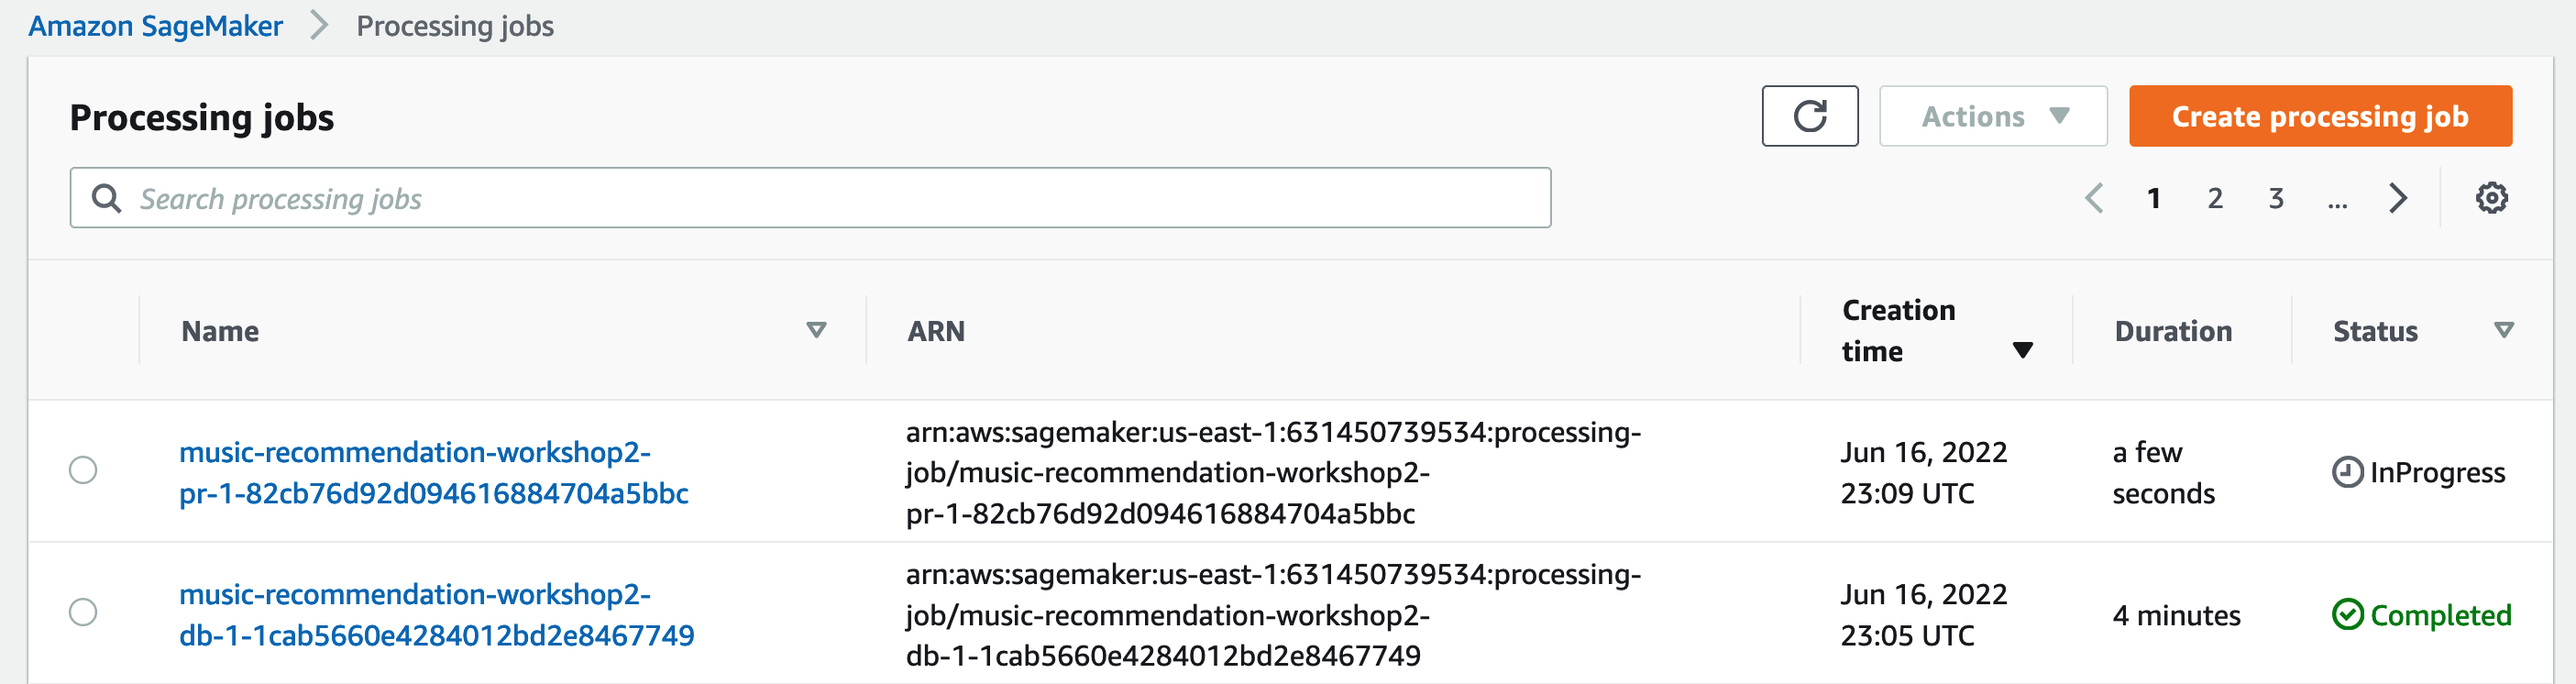 Amazon SageMaker > Processing jobs
Processing jobs
Actions
Create processing job
Search processing jobs
1 2 3 ...
Name
ARN
Creation
time
Duration
Status
music-recommendation-workshop2-
pr-1-82cb76d92d094616884704a5bbc
arn:aws:sagemaker:us-east-1:631450739534:processing-
job/music-recommendation-workshop2-
pr-1-82cb76d92d094616884704a5bbc
Jun 16, 2022
23:09 UTC
a few
seconds
InProgress
music-recommendation-workshop2-
db-1-1cab5660e4284012bd2e8467749
arn:aws:sagemaker:us-east-1:631450739534:processing-
job/music-recommendation-workshop2-
db-1-1cab5660e4284012bd2e8467749
Jun 16, 2022
23:05 UTC
4 minutes
Completed